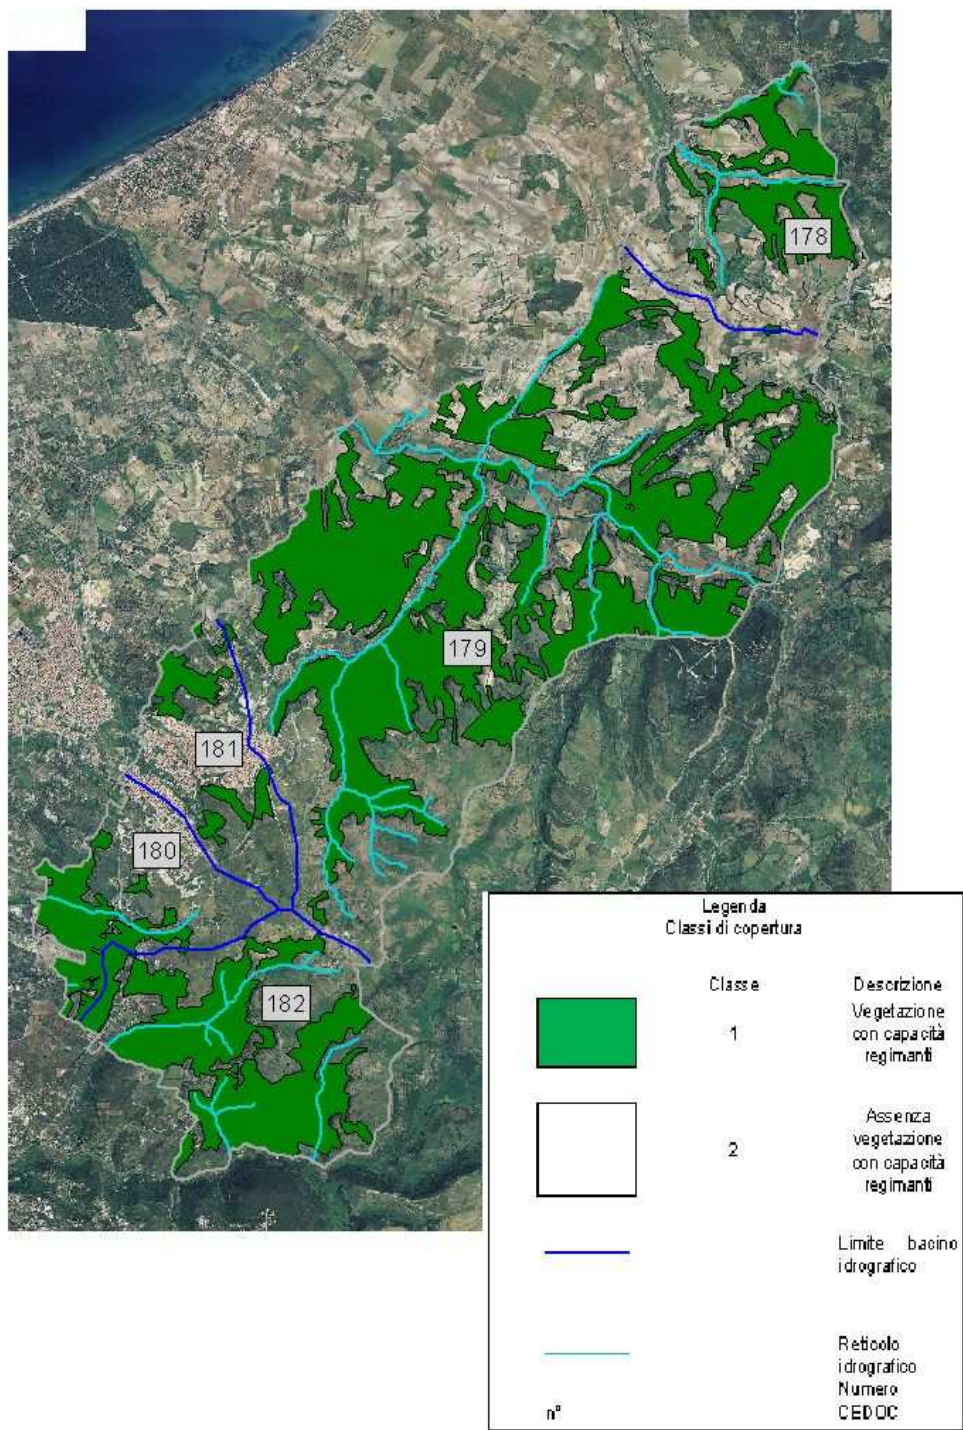 178
179
181
180
182
Legenda
Classi di copertura
Classe
Descrizione
1
Vegetazione
con capacità
regimanti
2
Assenza
vegetazione
con capacità
regimanti
Limite bacino
idrografico
Reticolo
idrografico
n°
Numero
CEDOC